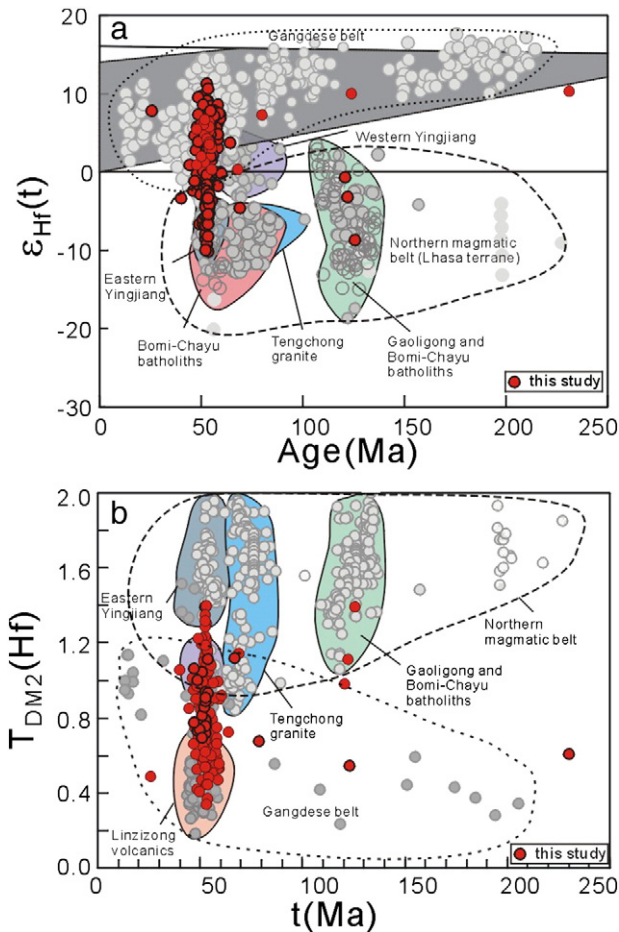 a
Gangdese belt
20
10
0
-10
-20
-30
εHf(t)
Western Yingjiang
Eastern
Yingjiang
Bomi-Chayu
batholiths
Tengchong
granite
Gaoligong and
Bomi-Chayu
batholiths
Northern magmatic
belt (Lhasa terrane)
this study
0 50 100 150 200 250
Age(Ma)
b
2.0
1.6
1.2
0.8
0.4
0.0
TDM2(Hf)
Eastern
Yingjiang
Northern
magmatic belt
Gaoligong and
Bomi-Chayu
batholiths
Tengchong
granite
Linzizong
volcanics
Gangdese belt
this study
0 50 100 150 200 250
t(Ma)